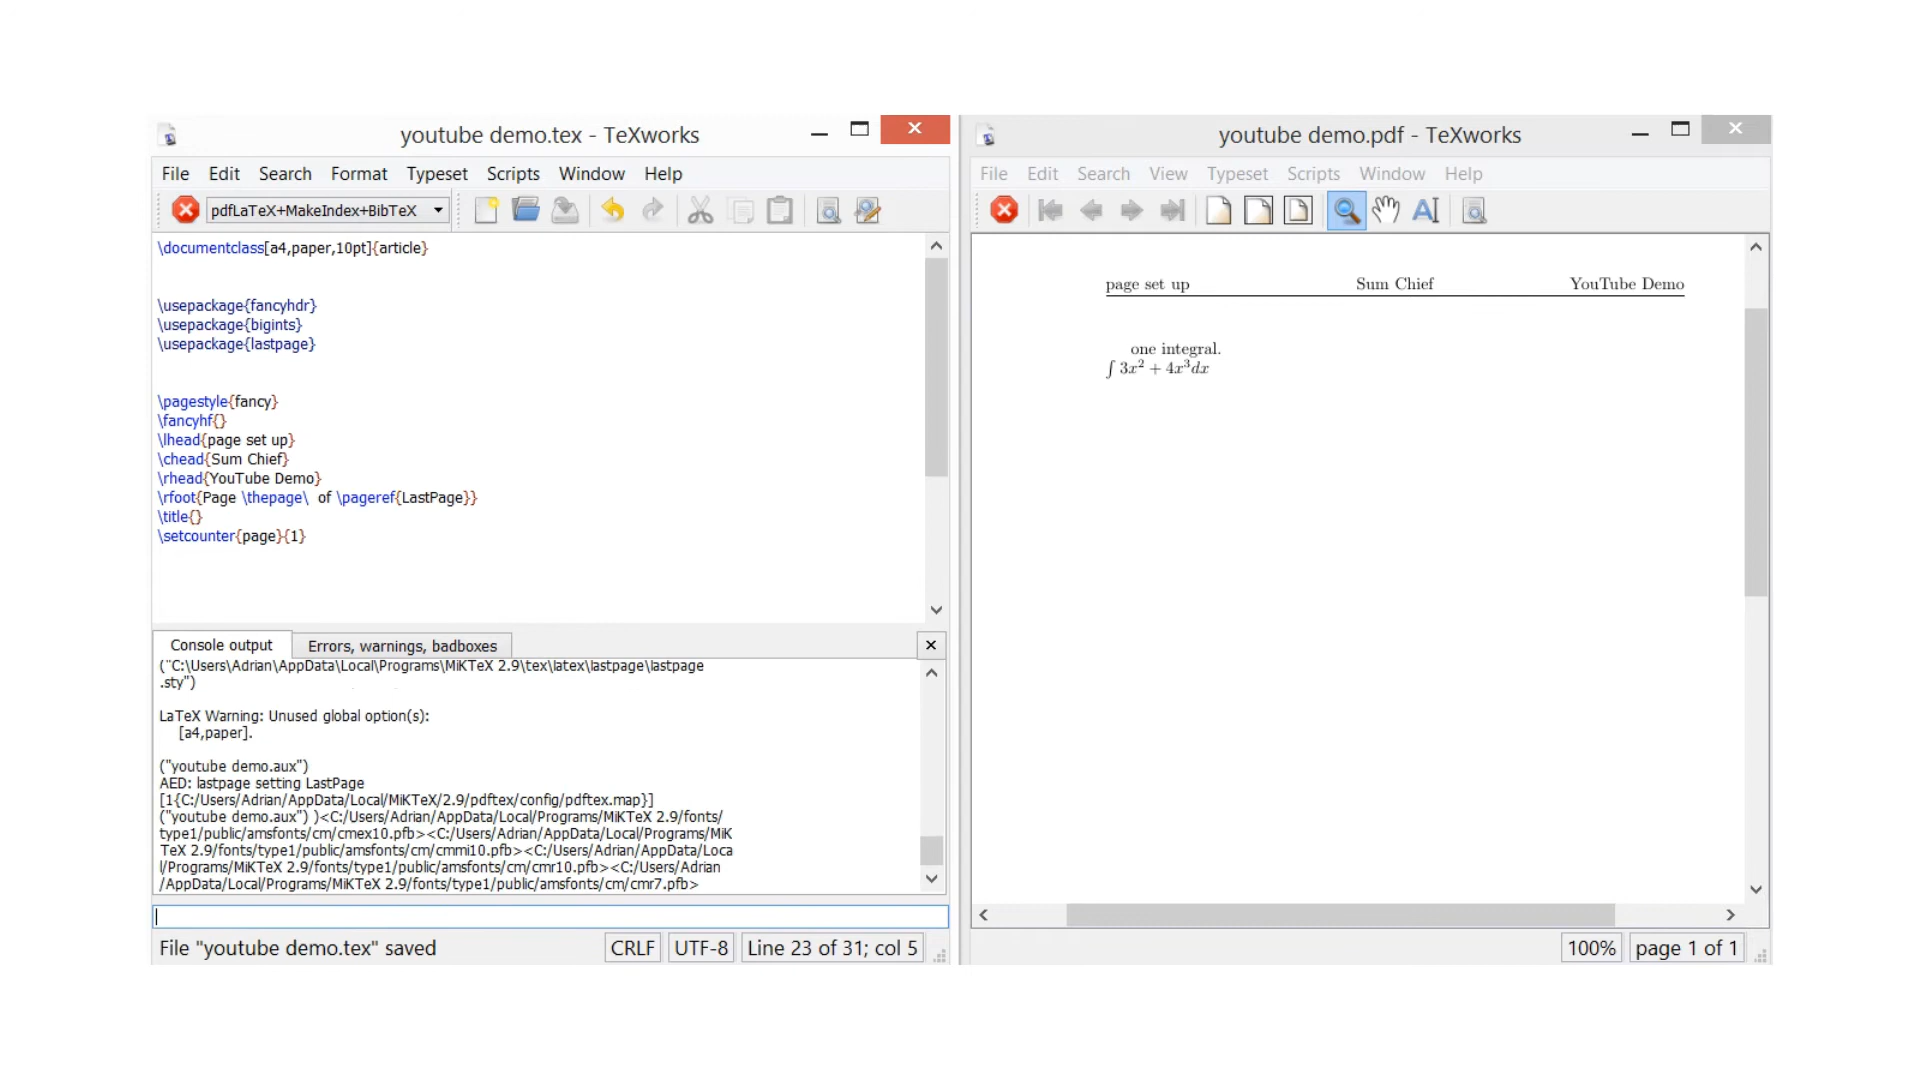 youtube demo.tex - TeXworks
File Edit Search Format Typeset Scripts Window Help
pdfLaTeX+MakeIndex+BibTeX
\documentclass[a4,paper,10pt]{article}
\usepackage{fancyhdr}
\usepackage{bigints}
\usepackage{lastpage}
\pagestyle{fancy}
\fancyhf{}
\lhead{page set up}
\chead{Sum Chief}
\rhead{YouTube Demo}
\rfoot{Page \thepage\ of \pageref{LastPage}}
\title{}
\setcounter{page}{1}
Console output Errors, warnings, badboxes
("C:\Users\Adrian\AppData\Local\Programs\MiKTeX 2.9\tex\latex\lastpage\lastpage
.sty")
LaTeX Warning: Unused global option(s):
[a4,paper].
("youtube demo.aux")
AED: lastpage setting LastPage
[1{C:/Users/Adrian/AppData/Local/MiKTeX/2.9/pdftex/config/pdftex.map}]
("youtube demo.aux") )<C:/Users/Adrian/AppData/Local/Programs/MiKTeX 2.9/fonts/
type1/public/amsfonts/cm/cmex10.pfb><C:/Users/Adrian/AppData/Local/Programs/MiK
TeX 2.9/fonts/type1/public/amsfonts/cm/cmmi10.pfb><C:/Users/Adrian/AppData/Loca
l/Programs/MiKTeX 2.9/fonts/type1/public/amsfonts/cm/cmr10.pfb><C:/Users/Adrian
/AppData/Local/Programs/MiKTeX 2.9/fonts/type1/public/amsfonts/cm/cmr7.pfb>
File "youtube demo.tex" saved CRLF UTF-8 Line 23 of 31; col 5
youtube demo.pdf - TeXworks
File Edit Search View Typeset Scripts Window Help
page set up Sum Chief YouTube Demo
one integral.
∫ 3x² + 4x³dx
100% page 1 of 1